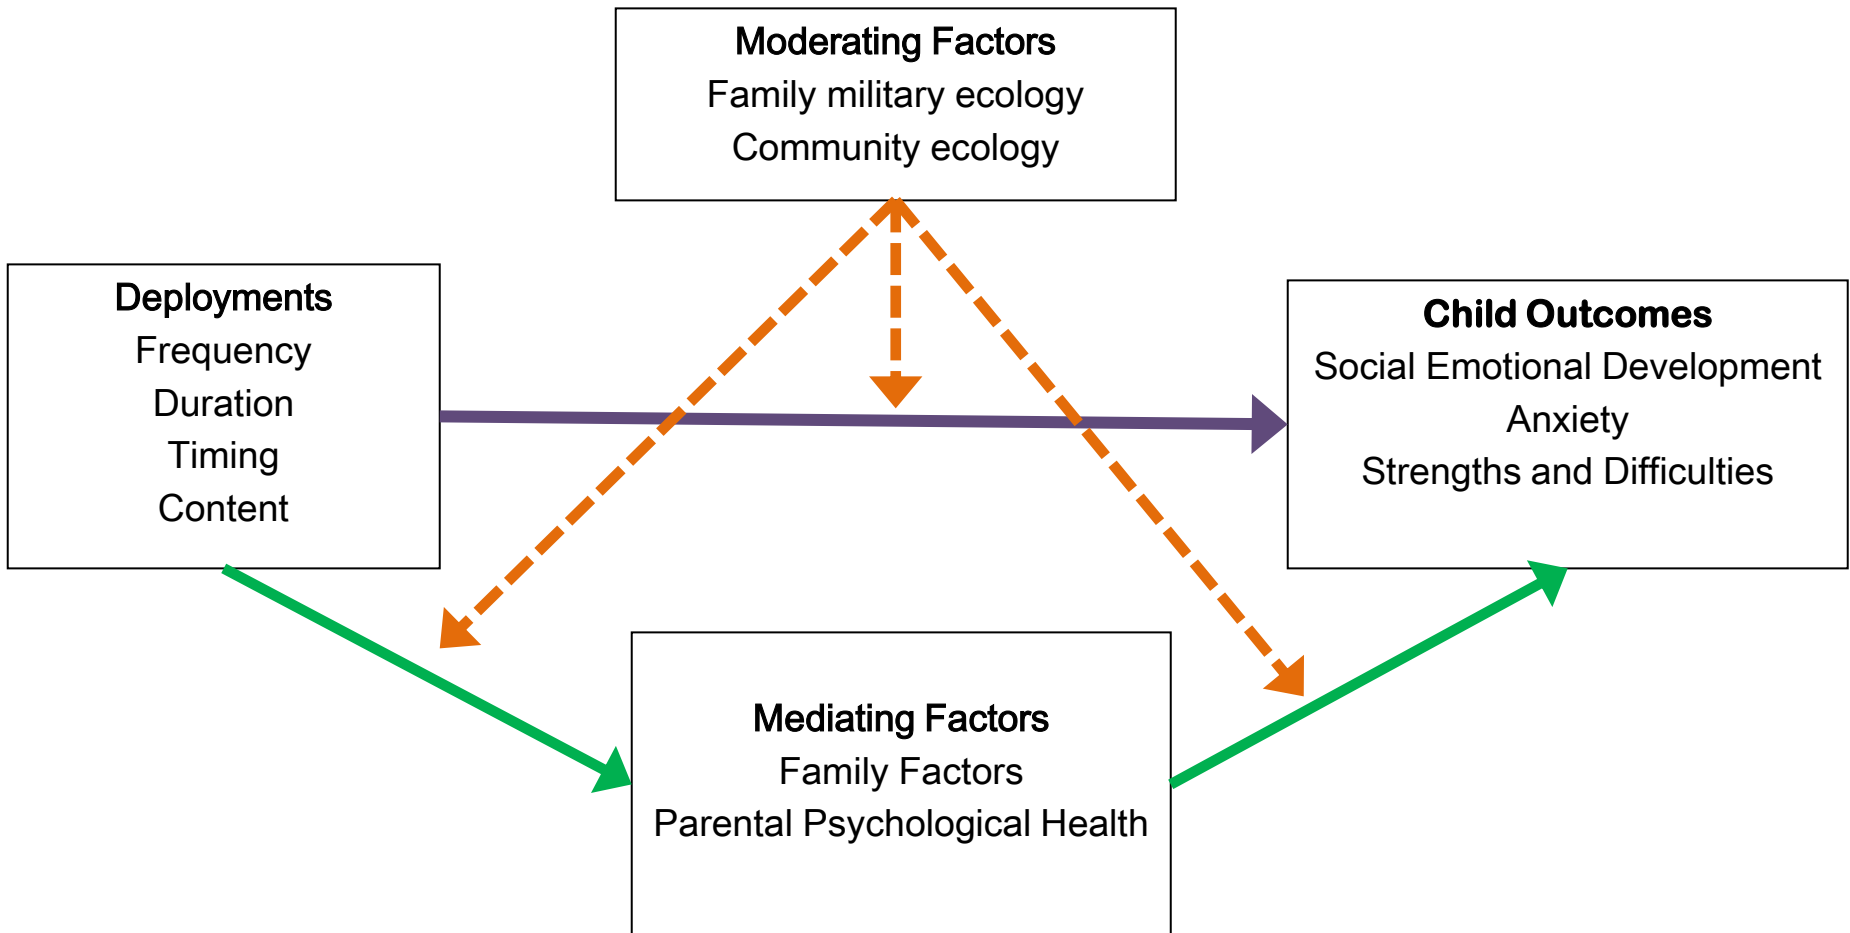 Moderating Factors
Family military ecology
Community ecology
Deployments
Frequency
Duration
Timing
Content
Child Outcomes
Social Emotional Development
Anxiety
Strengths and Difficulties
Mediating Factors
Family Factors
Parental Psychological Health